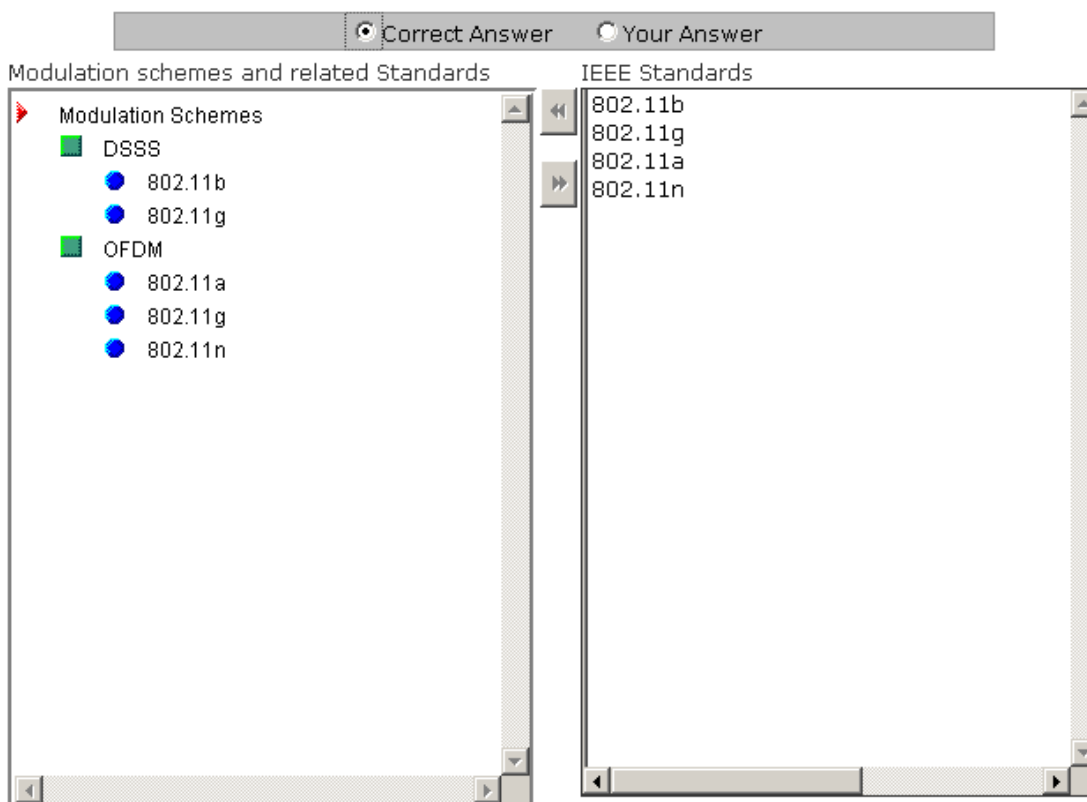 Correct Answer Your Answer
Modulation schemes and related Standards
Modulation Schemes
DSSS
802.11b
802.11g
OFDM
802.11a
802.11g
802.11n
IEEE Standards
802.11b
802.11g
802.11a
802.11n